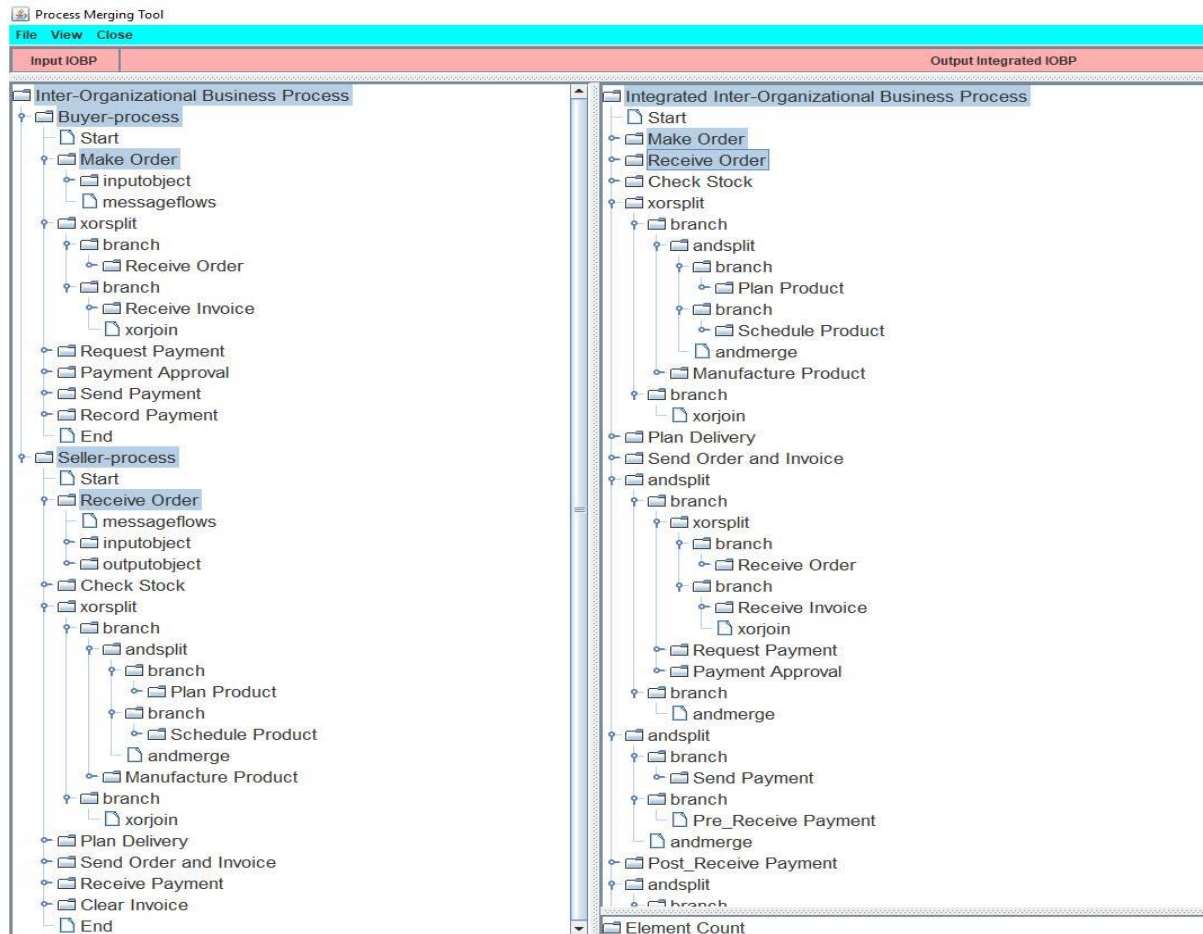 Process Merging Tool
File View Close
Input IOBP
Output Integrated IOBP
Inter-Organizational Business Process
Buyer-process
Start
Make Order
inputobject
messageflows
xorsplit
branch
Receive Order
branch
Receive Invoice
xorjoin
Request Payment
Payment Approval
Send Payment
Record Payment
End
Seller-process
Start
Receive Order
messageflows
inputobject
outputobject
Check Stock
xorsplit
branch
andsplit
branch
Plan Product
branch
Schedule Product
andmerge
Manufacture Product
branch
xorjoin
Plan Delivery
Send Order and Invoice
Receive Payment
Clear Invoice
End
Integrated Inter-Organizational Business Process
Start
Make Order
Receive Order
Check Stock
xorsplit
branch
andsplit
branch
Plan Product
branch
Schedule Product
andmerge
Manufacture Product
branch
xorjoin
Plan Delivery
Send Order and Invoice
andsplit
branch
xorsplit
branch
Receive Order
branch
Receive Invoice
xorjoin
Request Payment
Payment Approval
branch
andmerge
andsplit
branch
Send Payment
branch
Pre_Receive Payment
andmerge
Post_Receive Payment
andsplit
branch
Element Count